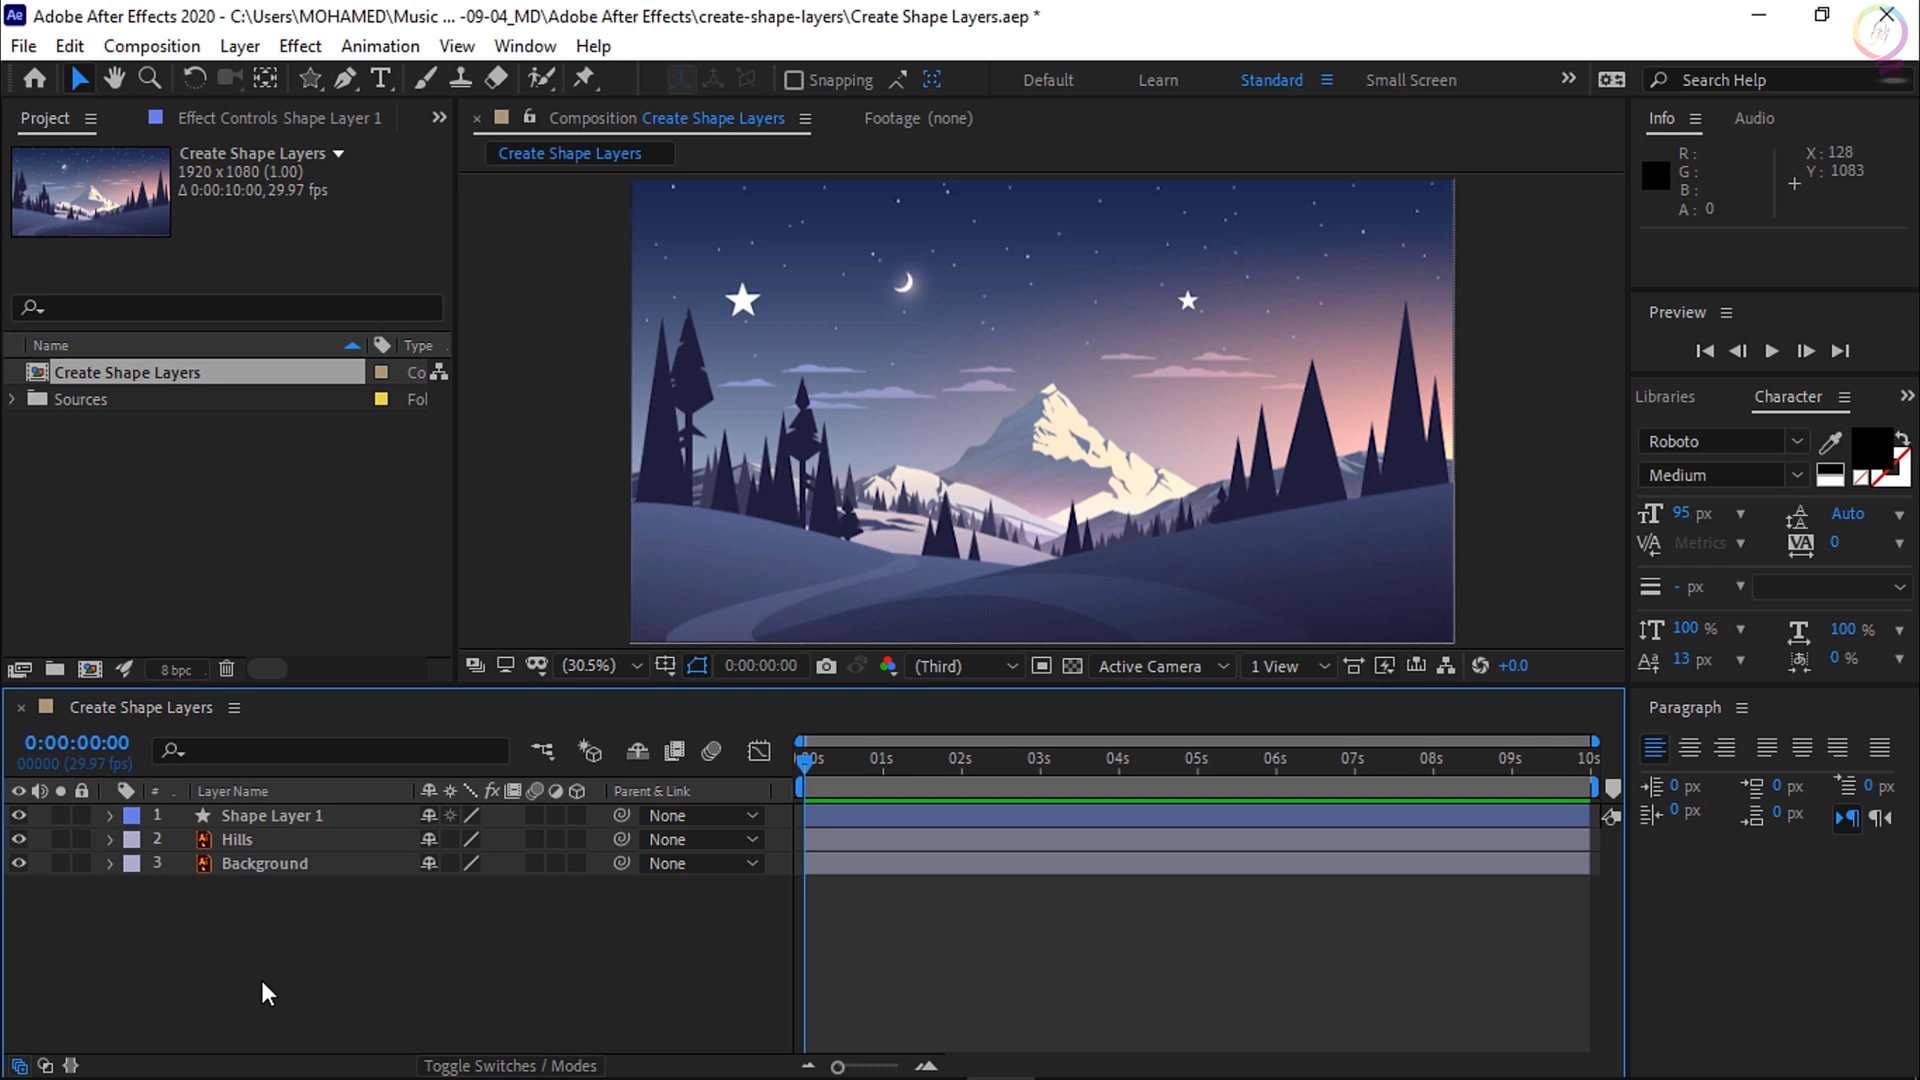 Ae Adobe After Effects 2020 - C:\Users\MOHAMED\Music ... -09-04_MD\Adobe After Effects\create-shape-layers\Create Shape Layers.aep *
File Edit Composition Layer Effect Animation View Window Help
Snapping Default Learn Standard Small Screen Search Help
Project Effect Controls Shape Layer 1
Create Shape Layers
1920 x 1080 (1.00)
Δ 0:00:10:00, 29.97 fps
Name Type
Create Shape Layers Co
Sources Fol
8 bpc
Composition Create Shape Layers Footage (none)
Create Shape Layers
(30.5%) 0:00:00:00 (Third) Active Camera 1 View +0.0
Info Audio
R: X: 128
G: Y: 1083
B:
A: 0
Preview
Libraries Character
Roboto
Medium
95 px Auto
Metrics 0
- px
100 % 100 %
13 px 0 %
Paragraph
0 px 0 px 0 px
0 px 0 px
Create Shape Layers
0:00:00:00
00000 (29.97 fps)
# Layer Name fx Parent & Link
1 Shape Layer 1 None
2 Hills None
3 Background None
00s 01s 02s 03s 04s 05s 06s 07s 08s 09s 10s
Toggle Switches / Modes